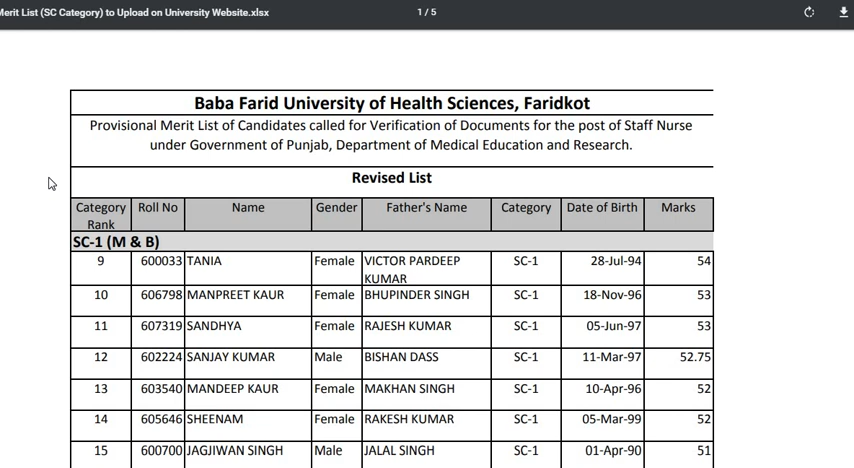 Merit List (SC Category) to Upload on University Website.xlsx 1 / 5
Baba Farid University of Health Sciences, Faridkot
Provisional Merit List of Candidates called for Verification of Documents for the post of Staff Nurse
under Government of Punjab, Department of Medical Education and Research.
Revised List
Category Rank Roll No Name Gender Father's Name Category Date of Birth Marks
SC-1 (M & B)
9 600033 TANIA Female VICTOR PARDEEP KUMAR SC-1 28-Jul-94 54
10 606798 MANPREET KAUR Female BHUPINDER SINGH SC-1 18-Nov-96 53
11 607319 SANDHYA Female RAJESH KUMAR SC-1 05-Jun-97 53
12 602224 SANJAY KUMAR Male BISHAN DASS SC-1 11-Mar-97 52.75
13 603540 MANDEEP KAUR Female MAKHAN SINGH SC-1 10-Apr-96 52
14 605646 SHEENAM Female RAKESH KUMAR SC-1 05-Mar-99 52
15 600700 JAGJIWAN SINGH Male JALAL SINGH SC-1 01-Apr-90 51